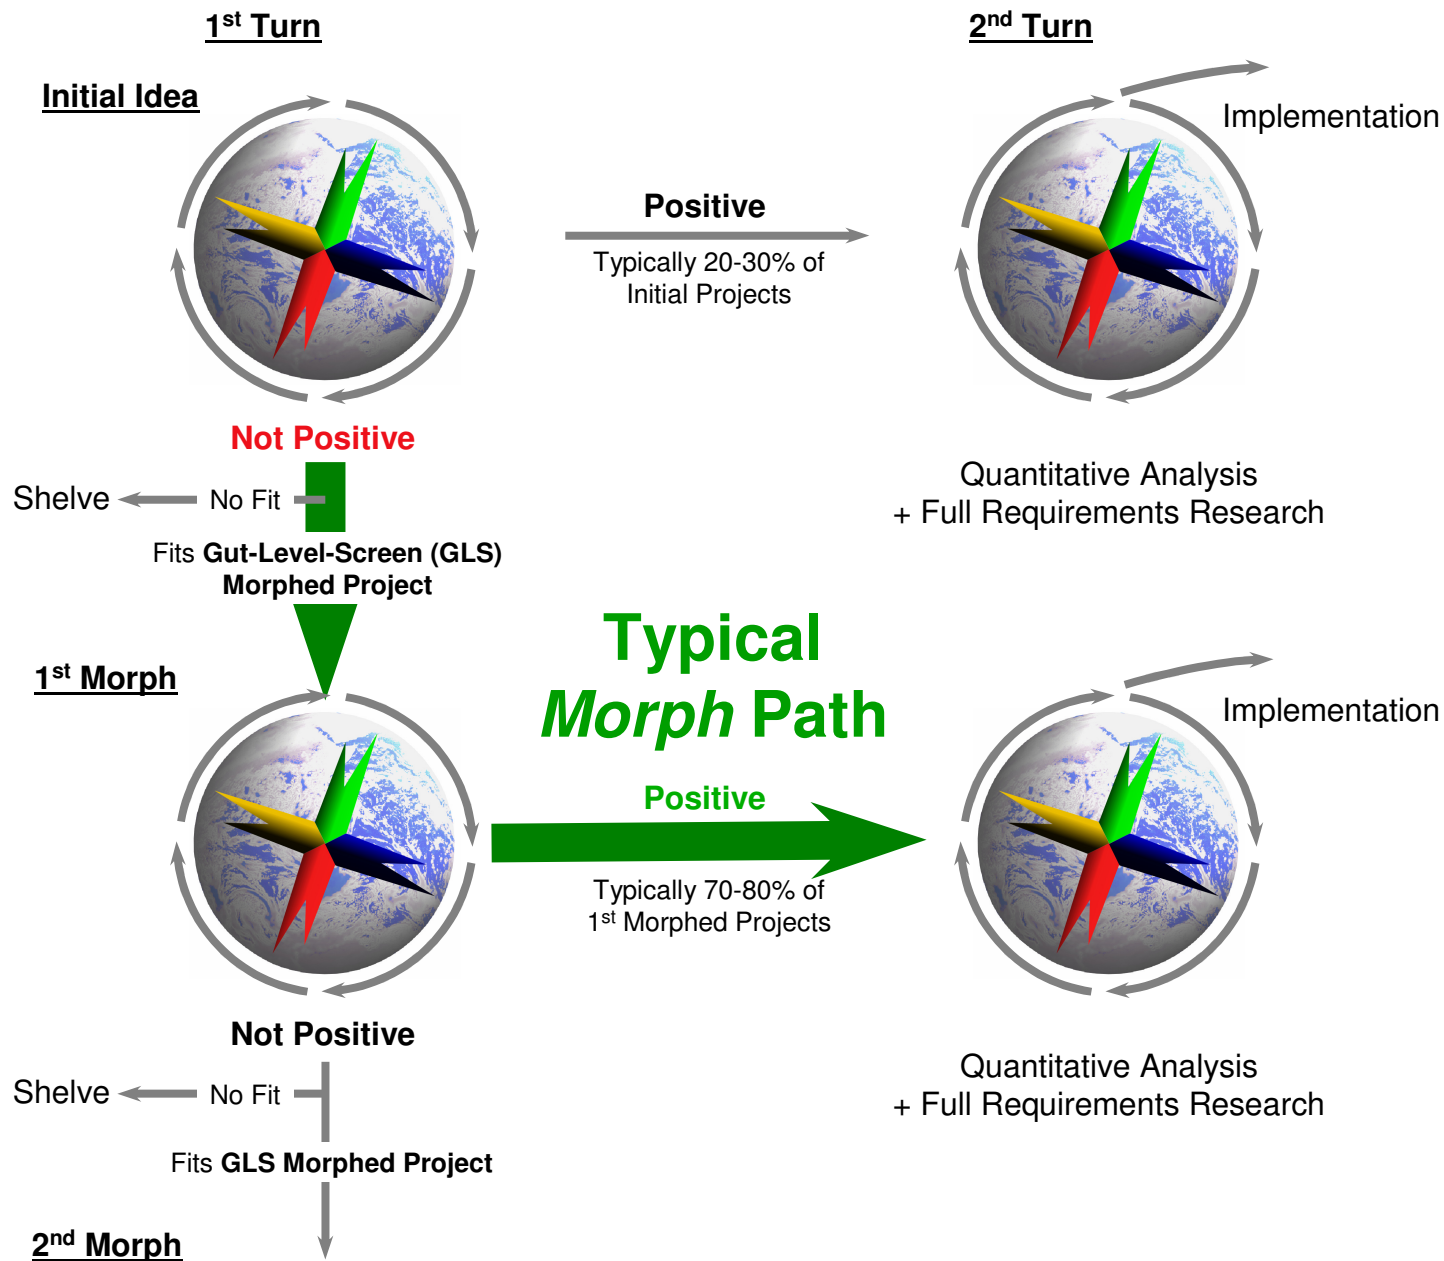 1st Turn
2nd Turn
Initial Idea
Implementation
Positive
Typically 20-30% of
Initial Projects
Not Positive
Shelve
No Fit
Quantitative Analysis
+ Full Requirements Research
Fits Gut-Level-Screen (GLS)
Morphed Project
Typical
Morph Path
1st Morph
Implementation
Positive
Typically 70-80% of
1st Morphed Projects
Not Positive
Shelve
No Fit
Quantitative Analysis
+ Full Requirements Research
Fits GLS Morphed Project
2nd Morph